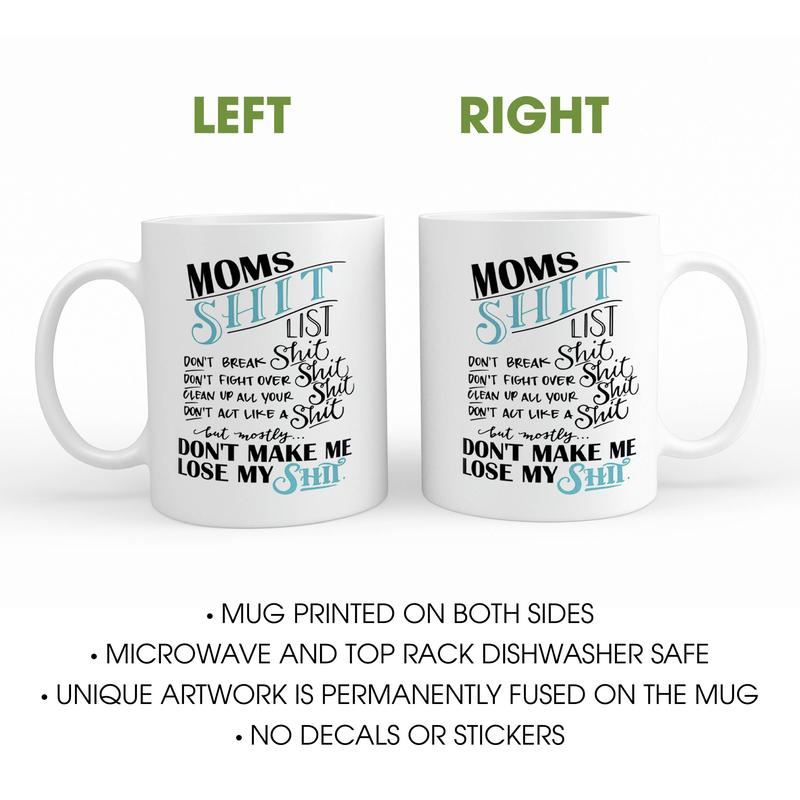 LEFT
RIGHT
MOMS
SHIT
LIST
DON'T BREAK Shit
DON'T FIGHT OVER Shit
CLEAN UP ALL YOUR Shit
DON'T ACT LIKE A Shit
but mostly...
DON'T MAKE ME
LOSE MY SHIT.
MOMS
SHIT
LIST
DON'T BREAK Shit
DON'T FIGHT OVER Shit
CLEAN UP ALL YOUR Shit
DON'T ACT LIKE A Shit
but mostly...
DON'T MAKE ME
LOSE MY SHIT.
• MUG PRINTED ON BOTH SIDES
• MICROWAVE AND TOP RACK DISHWASHER SAFE
• UNIQUE ARTWORK IS PERMANENTLY FUSED ON THE MUG
• NO DECALS OR STICKERS